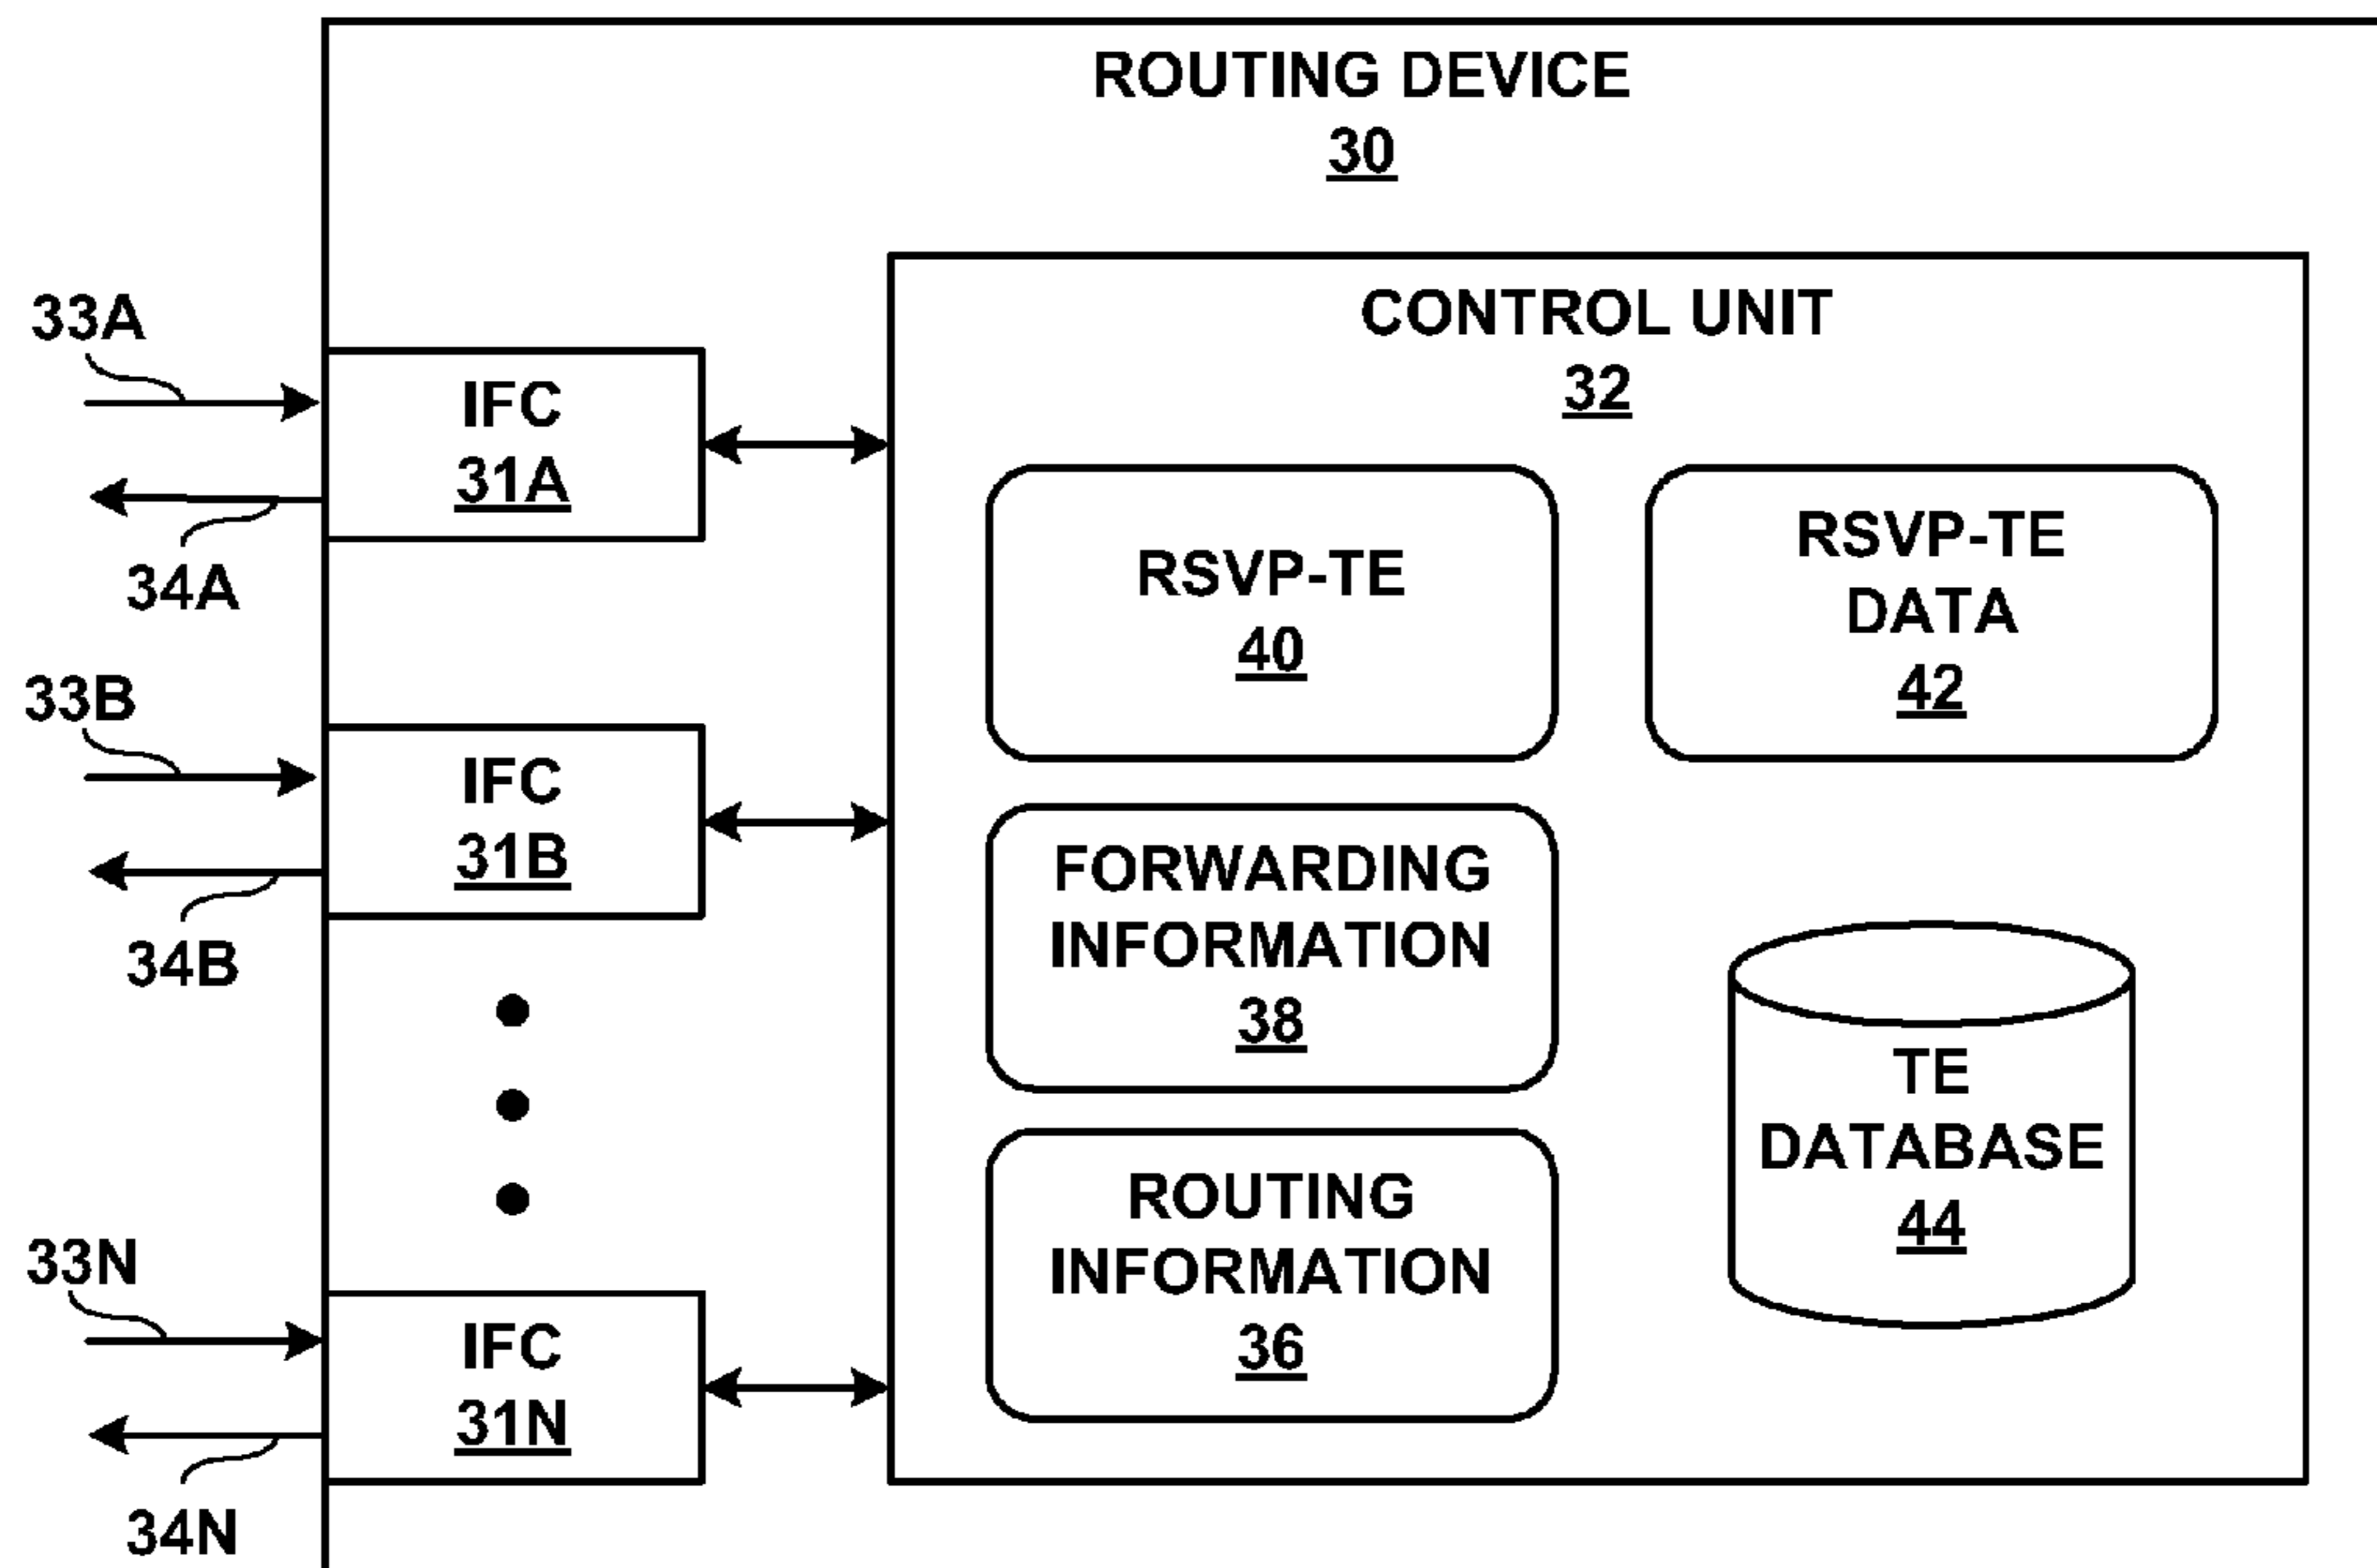 ROUTING DEVICE
30
CONTROL UNIT
32
33A
34A
IFC
31A
33B
34B
IFC
31B
33N
34N
IFC
31N
RSVP-TE
40
RSVP-TE
DATA
42
FORWARDING
INFORMATION
38
TE
DATABASE
44
ROUTING
INFORMATION
36